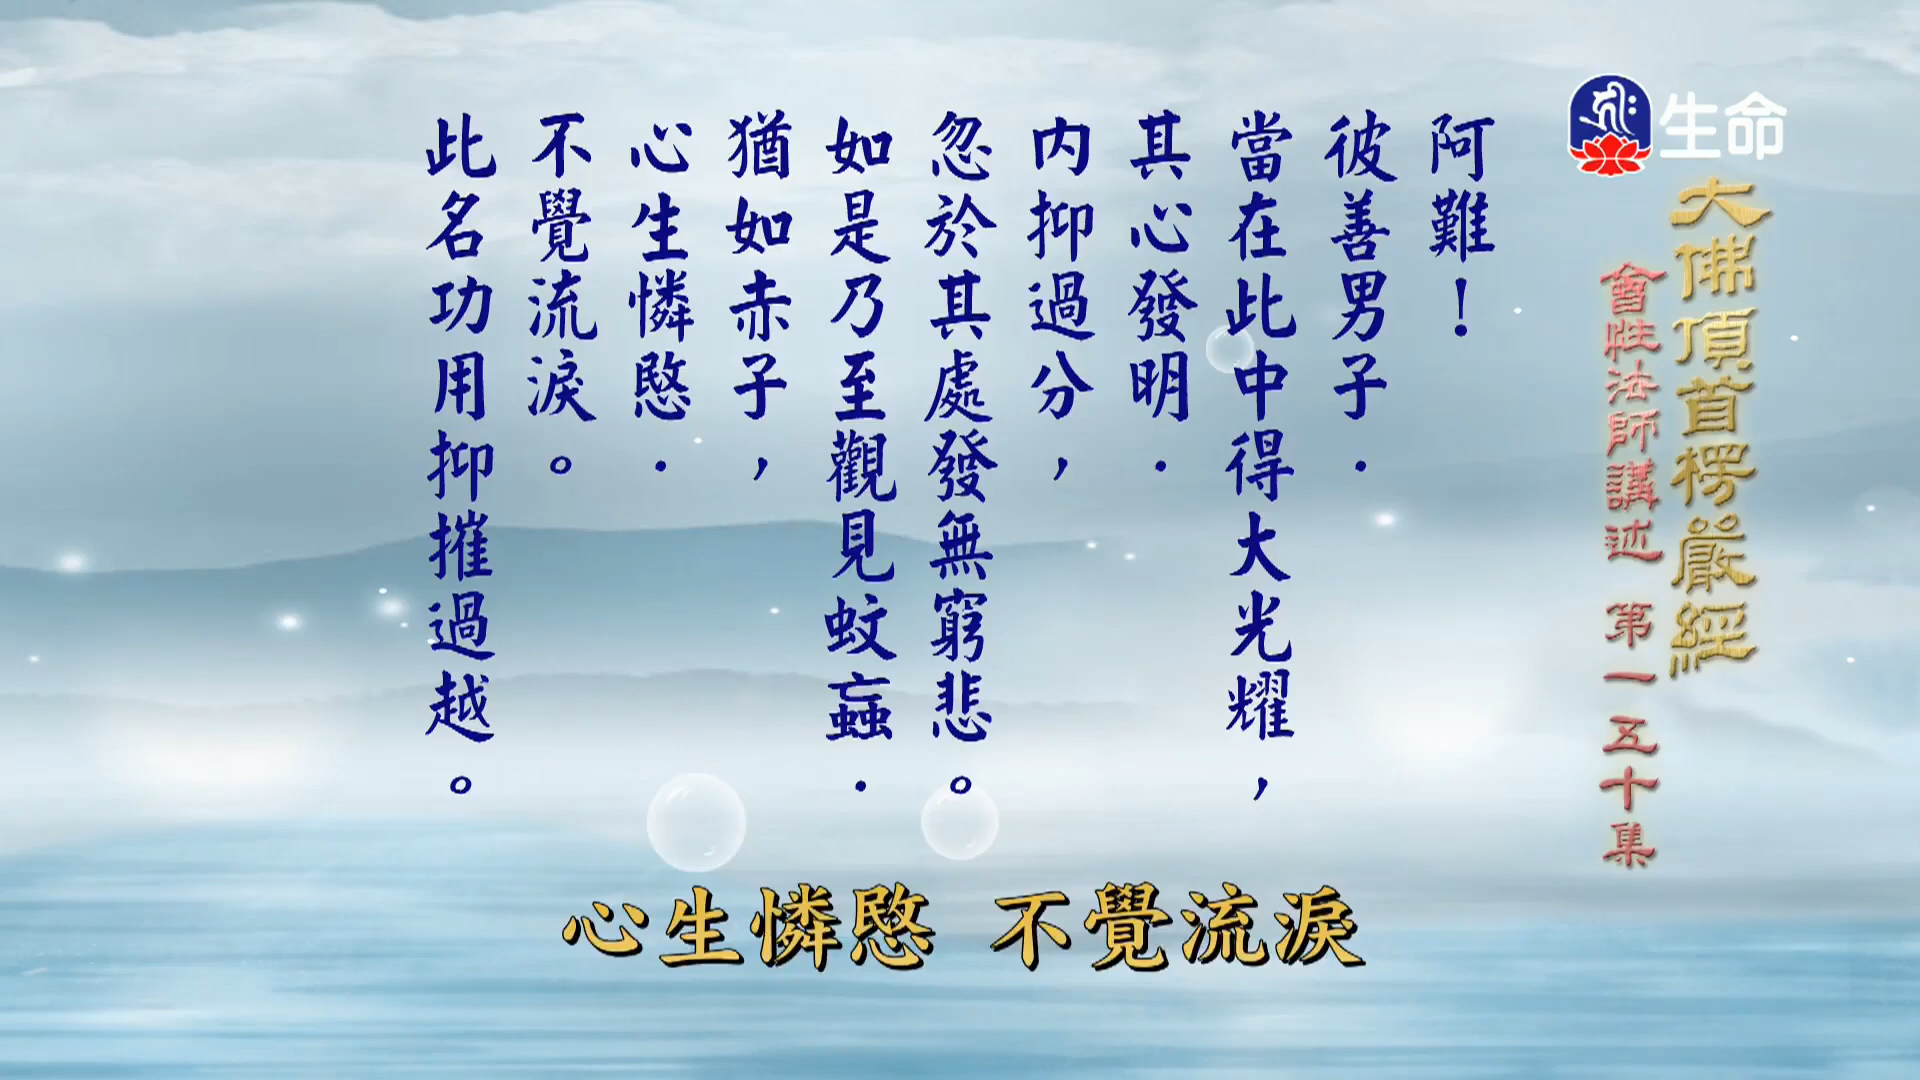 生命
大佛頂首楞嚴經
會性法師講述 第一五十集
阿難！
彼善男子．
當在此中得大光耀，
其心發明．
內抑過分，
忽於其處發無窮悲。
如是乃至觀見蚊蝱．
猶如赤子，
心生憐愍．
不覺流淚。
此名功用抑摧過越。
心生憐愍 不覺流淚